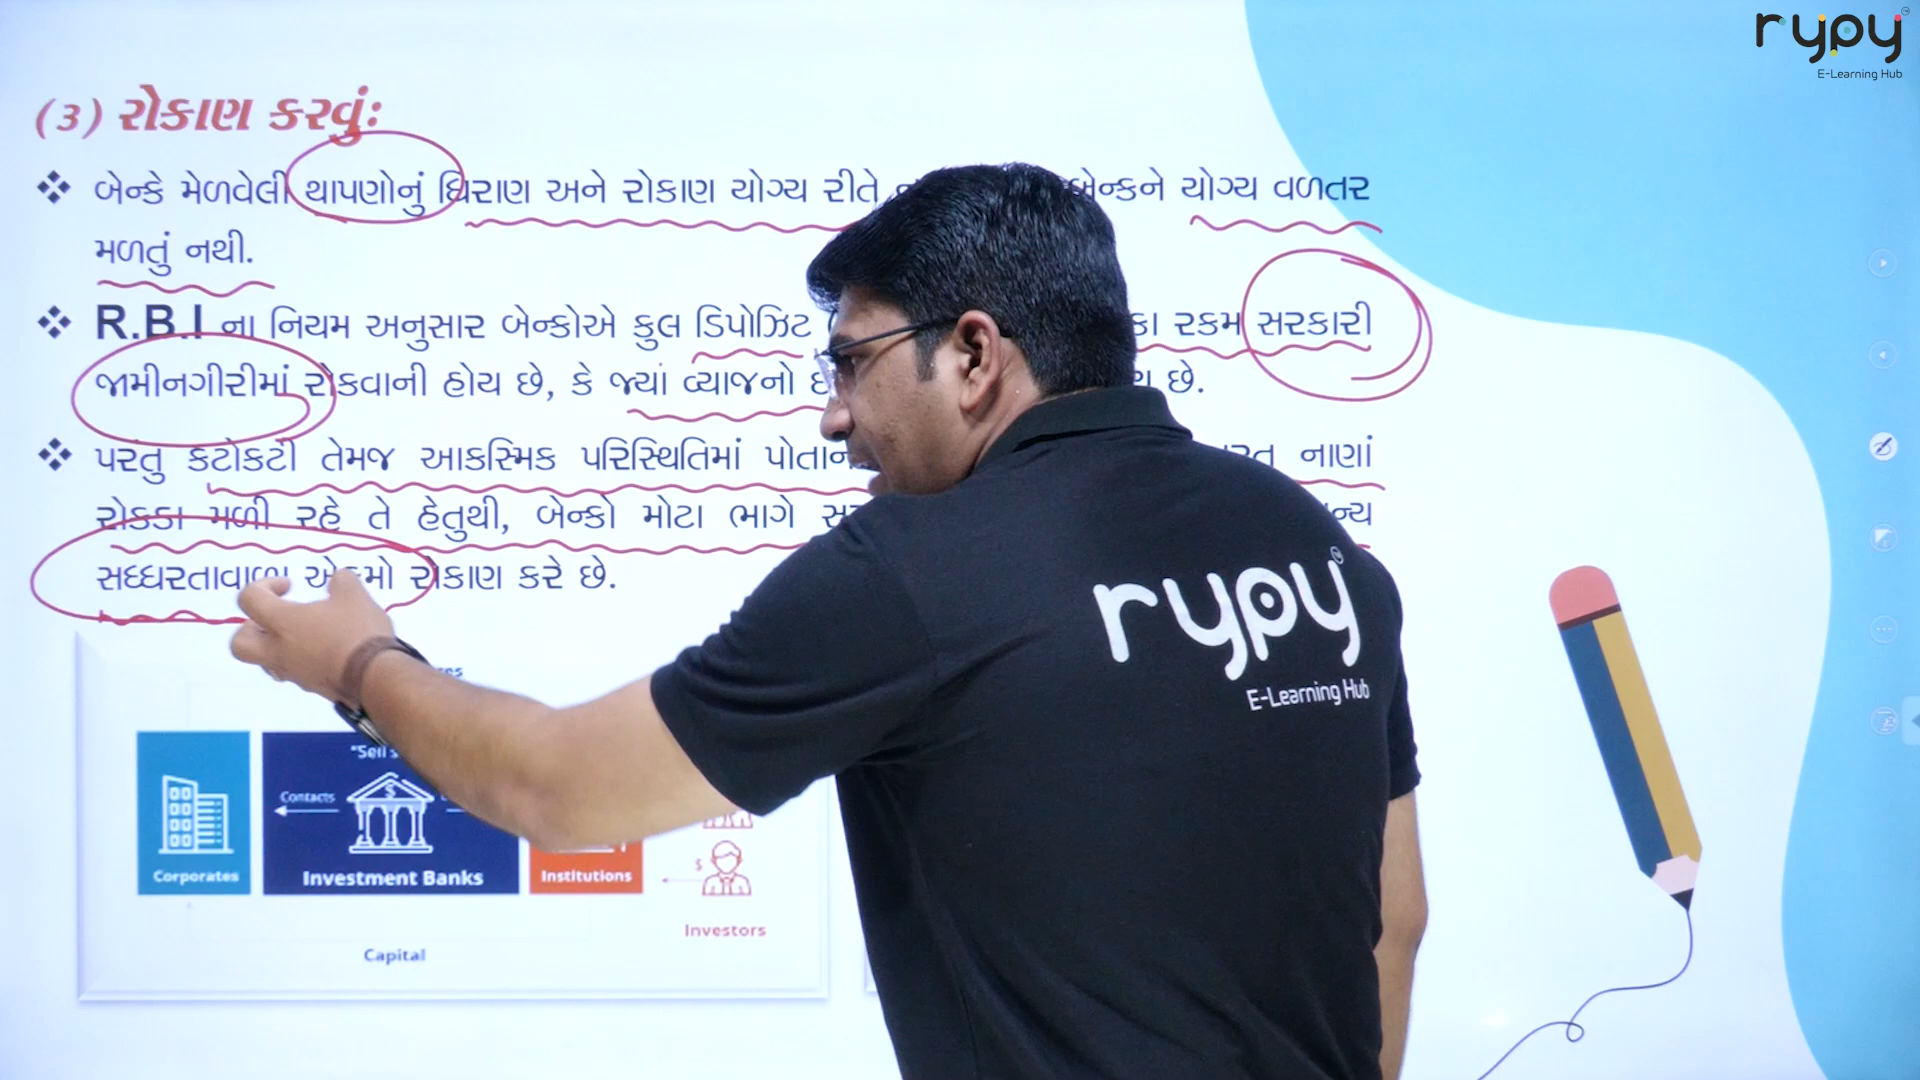 rypy
E-Learning Hub
(૩) રોકાણ કરવુંઃ
બેન્કે મેળવેલી થાપણોનું ધિરાણ અને રોકાણ યોગ્ય રીતે બેન્કને યોગ્ય વળતર
મળતું નથી.
R.B.I ના નિયમ અનુસાર બેન્કોએ કુલ ડિપોઝિટ રકમ સરકારી
જામીનગીરીમાં રોકવાની હોય છે, કે જ્યાં વ્યાજનો છે.
પરંતુ કટોકટી તેમજ આકસ્મિક પરિસ્થિતિમાં નાણાં
રોકડા મળી રહે તે હેતુથી, બેન્કો મોટા ભાગે
સધ્ધરતાવાળા એકમો રોકાણ કરે છે.
Contacts
Corporates
Investment Banks
Institutions
$
Investors
Capital
rypy
E-Learning Hub